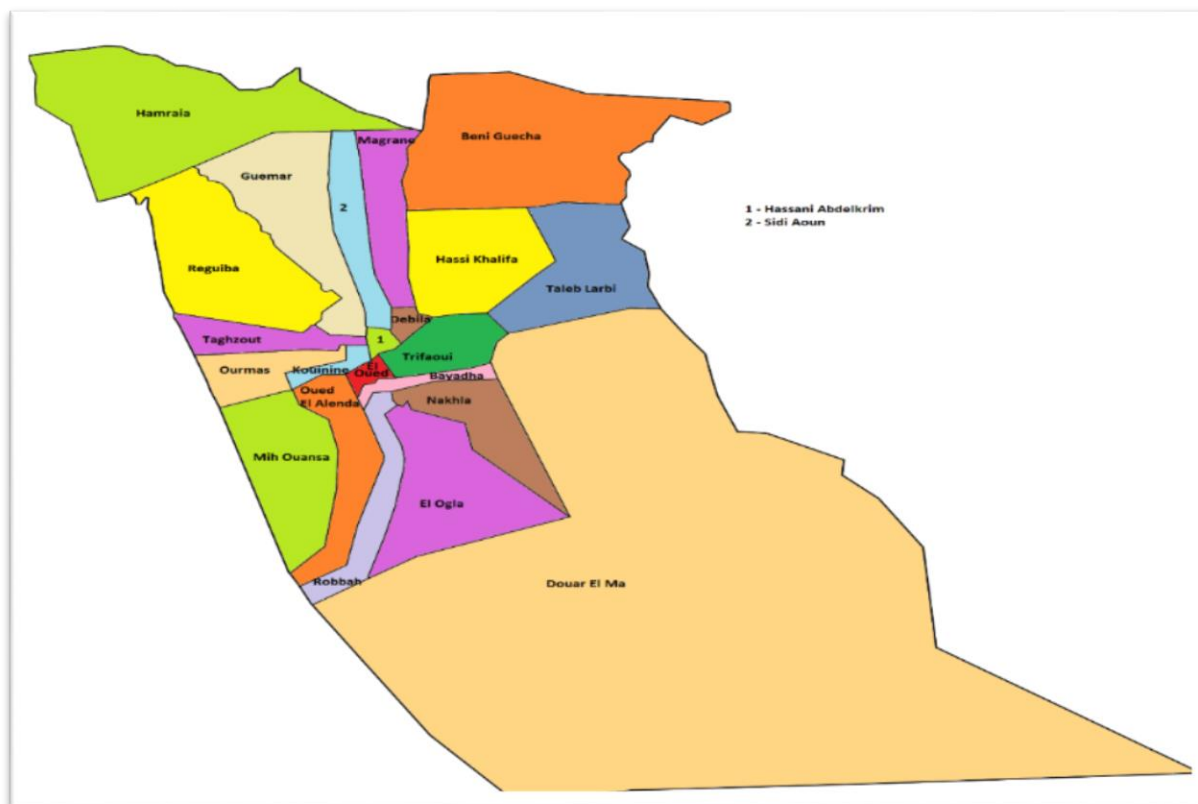 Hamraia
Beni Guecha
Magrane
Guemar
2
1 - Hassani Abdelkrim
2 - Sidi Aoun
Reguiba
Hassi Khalifa
Taleb Larbi
Debila
Taghzout
1
Trifaoui
Ourmas
Kouinine
El
Oued
Bayadha
Oued
El Alenda
Nakhla
Mih Ouansa
El Ogla
Robbah
Douar El Ma